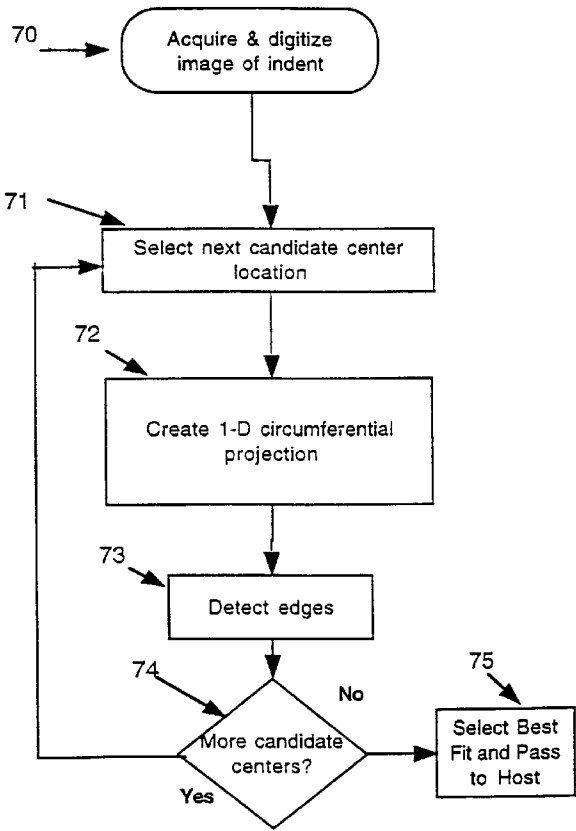 70
Acquire & digitize
image of indent
71
Select next candidate center
location
72
Create 1-D circumferential
projection
73
Detect edges
74
More candidate
centers?
Yes
No
75
Select Best
Fit and Pass
to Host